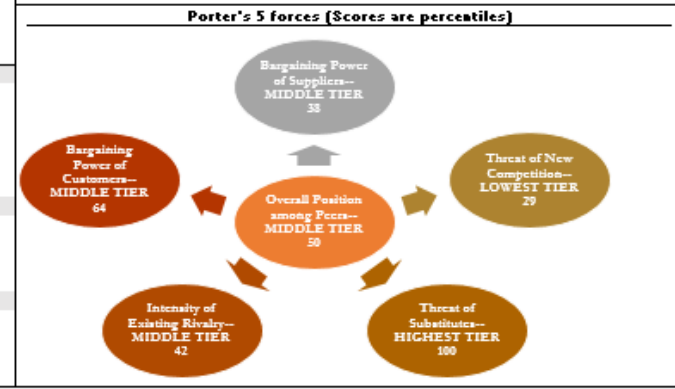 Porter's 5 forces (Scores are percentiles)
Bargaining Power
of Suppliers--
MIDDLE TIER
38
Bargaining
Power of
Customers--
MIDDLE TIER
64
Threat of New
Competition--
LOWEST TIER
29
Overall Position
among Peers--
MIDDLE TIER
50
Intensity of
Existing Rivalry--
MIDDLE TIER
42
Threat of
Substitutes--
HIGHEST TIER
100